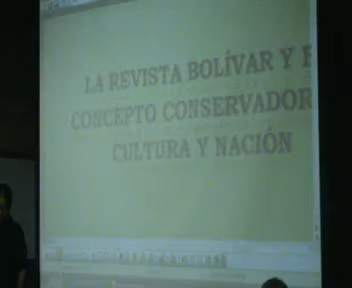 LA REVISTA BOLÍVAR Y E
CONCEPTO CONSERVADOR
CULTURA Y NACIÓN